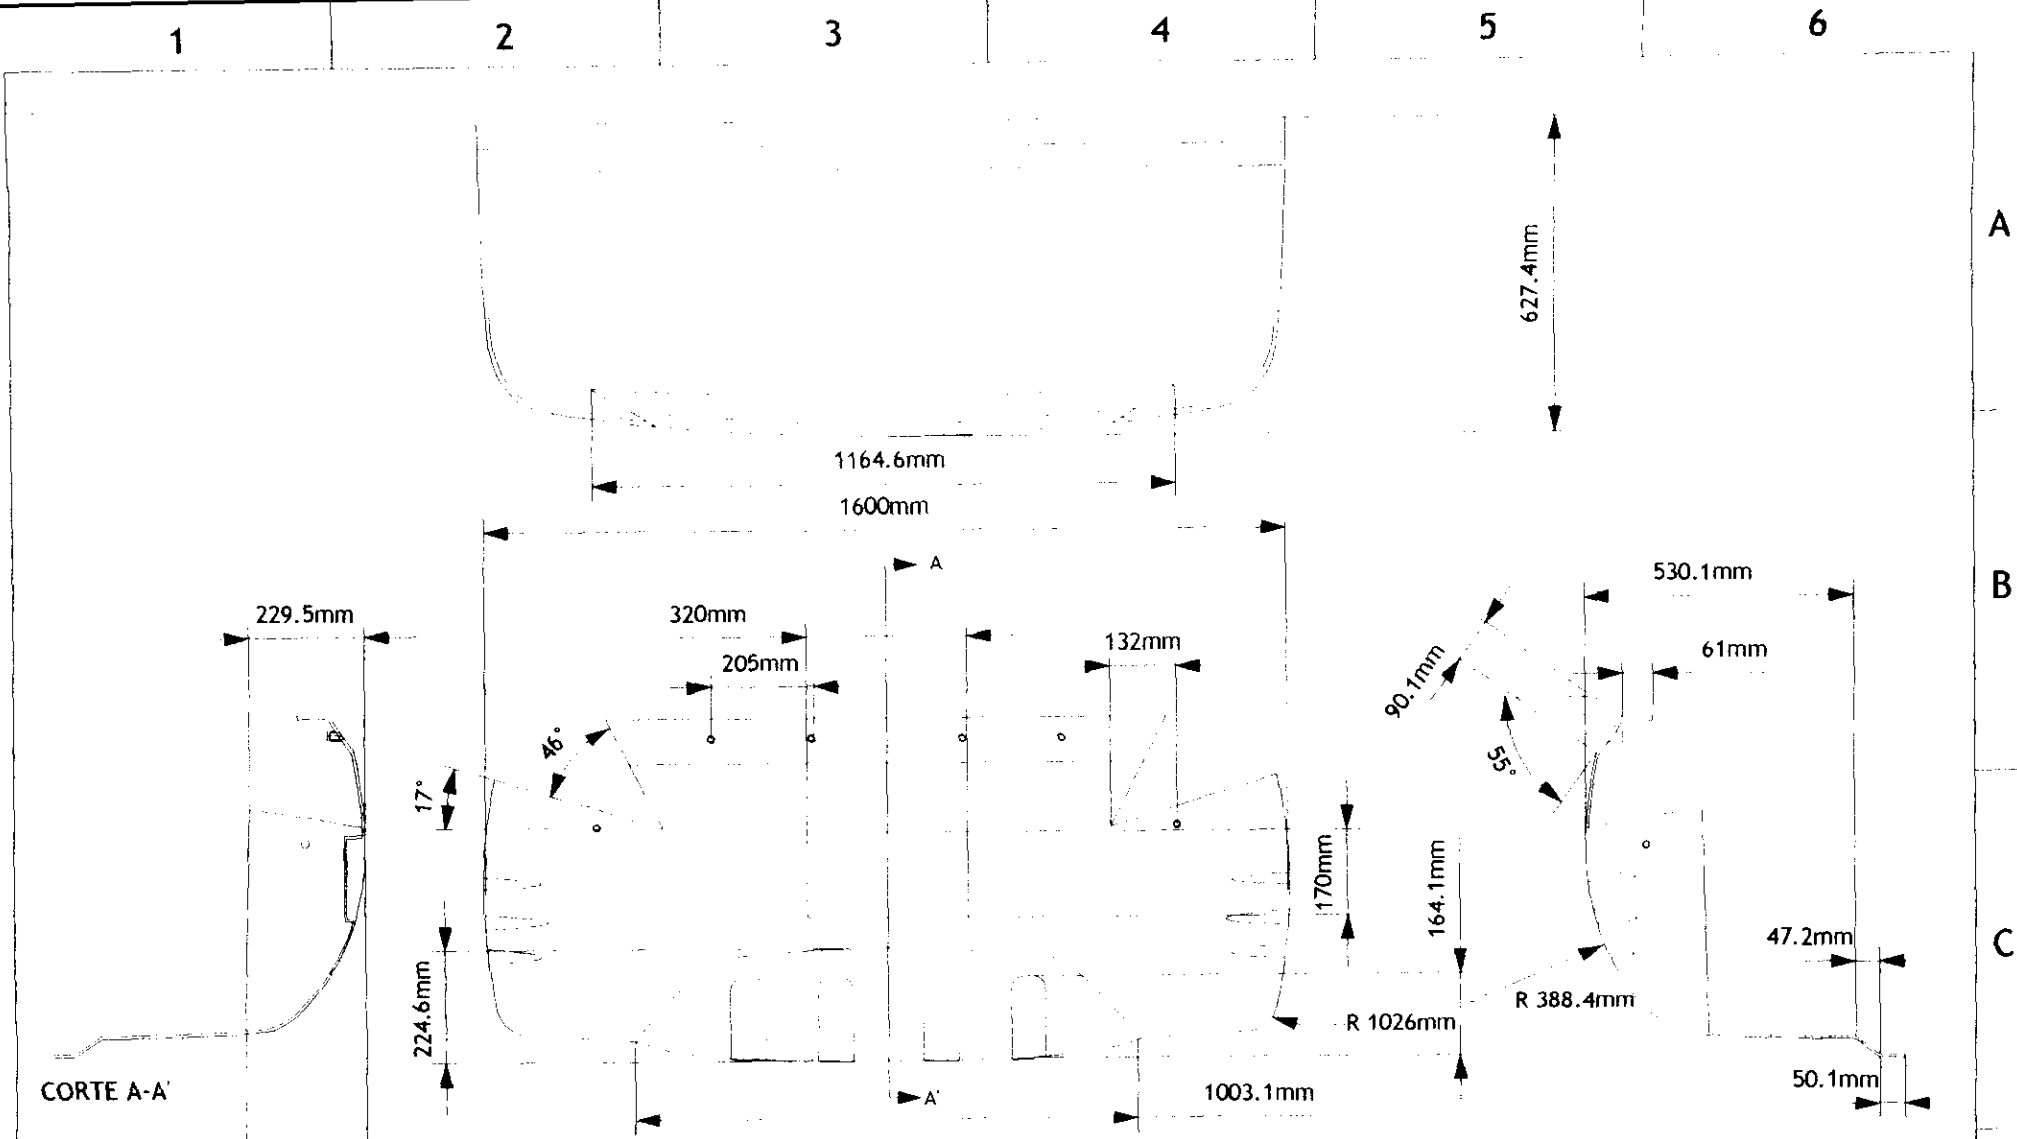 1 2 3 4 5 6
A
627.4mm
1164.6mm
1600mm
A
B
530.1mm
229.5mm
320mm
132mm
61mm
205mm
90.1mm
46°
55°
17°
170mm
164.1mm
C
47.2mm
224.6mm
R 388.4mm
R 1026mm
50.1mm
CORTE A-A'
A'
1003.1mm